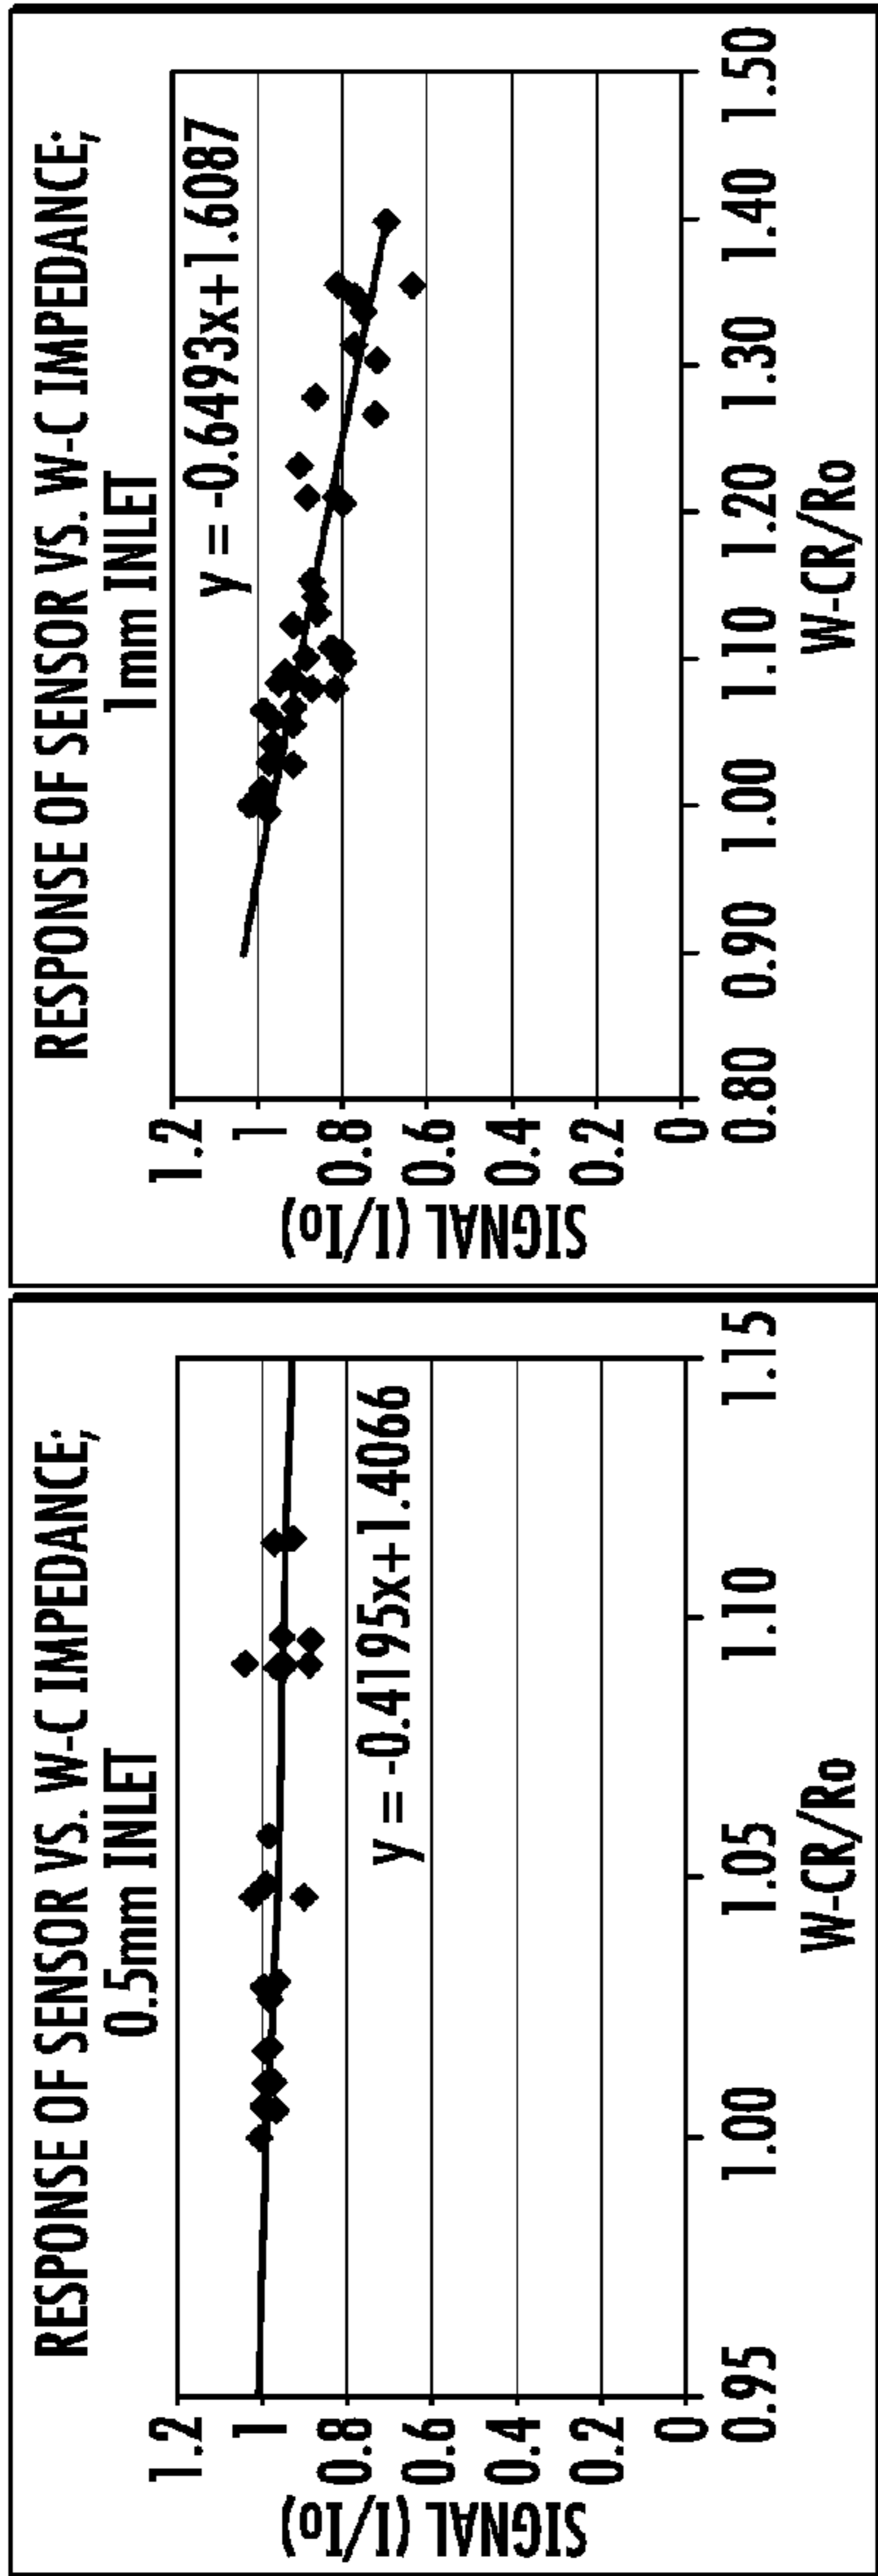 RESPONSE OF SENSOR VS. W-C IMPEDANCE;
0.5mm INLET
SIGNAL (I/Io)
1.2
1
0.8
0.6
0.4
0.2
0
y = -0.4195x+1.4066
0.95 1.00 1.05 1.10 1.15
W-CR/Ro
RESPONSE OF SENSOR VS. W-C IMPEDANCE;
1mm INLET
SIGNAL (I/Io)
1.2
1
0.8
0.6
0.4
0.2
0
y = -0.6493x+1.6087
0.80 0.90 1.00 1.10 1.20 1.30 1.40 1.50
W-CR/Ro